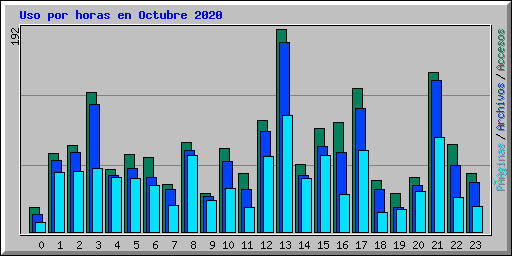 Uso por horas en Octubre 2020
192
Páginas / Archivos / Accesos
0 1 2 3 4 5 6 7 8 9 10 11 12 13 14 15 16 17 18 19 20 21 22 23